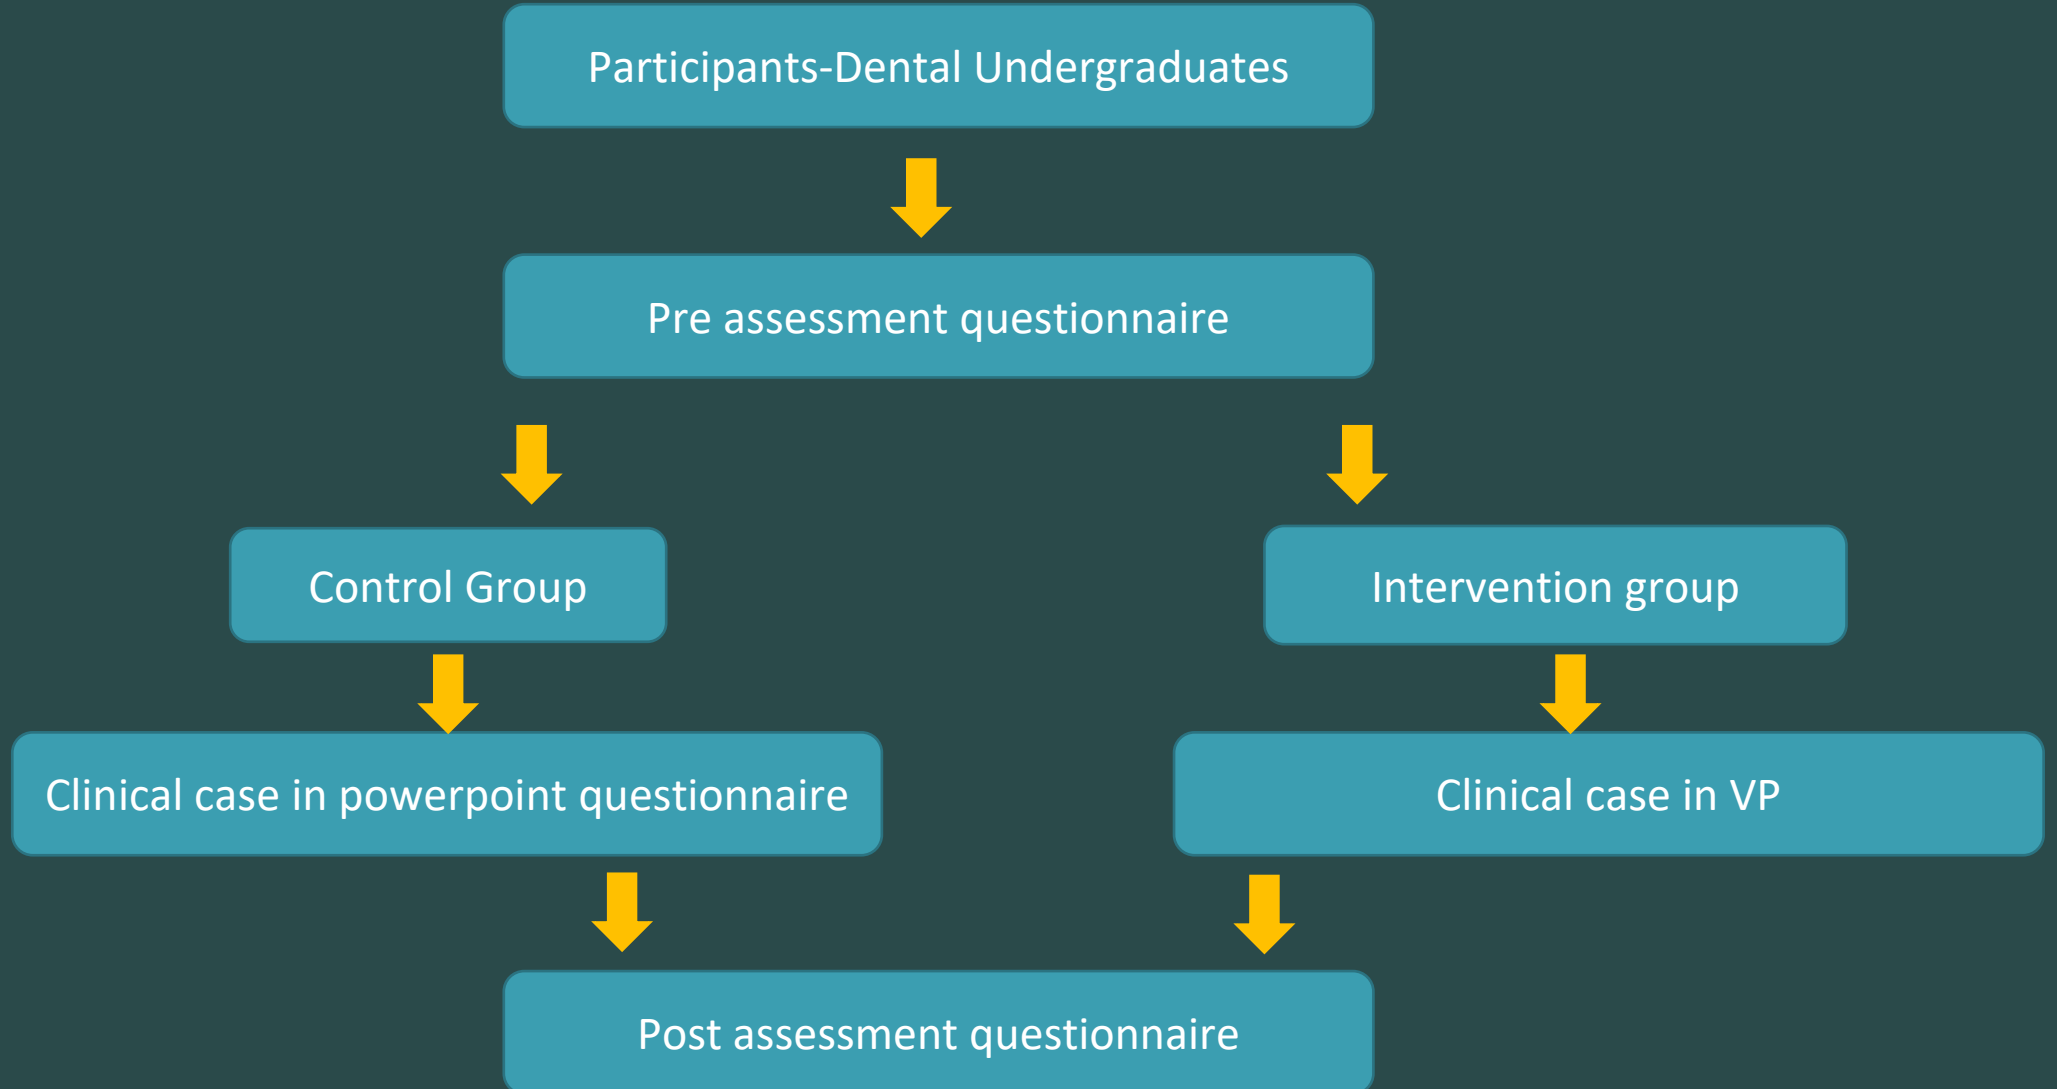 Participants-Dental Undergraduates
Pre assessment questionnaire
Control Group
Intervention group
Clinical case in powerpoint questionnaire
Clinical case in VP
Post assessment questionnaire